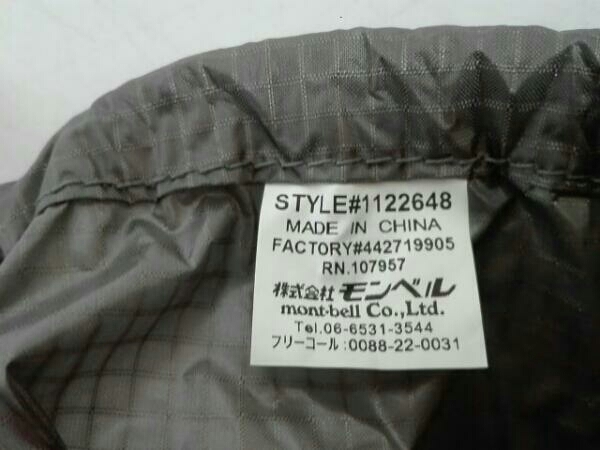 STYLE#1122648
MADE IN CHINA
FACTORY#442719905
RN.107957
株式会社 モンベル
mont-bell Co.,Ltd.
Tel.06-6531-3544
フリーコール:0088-22-0031